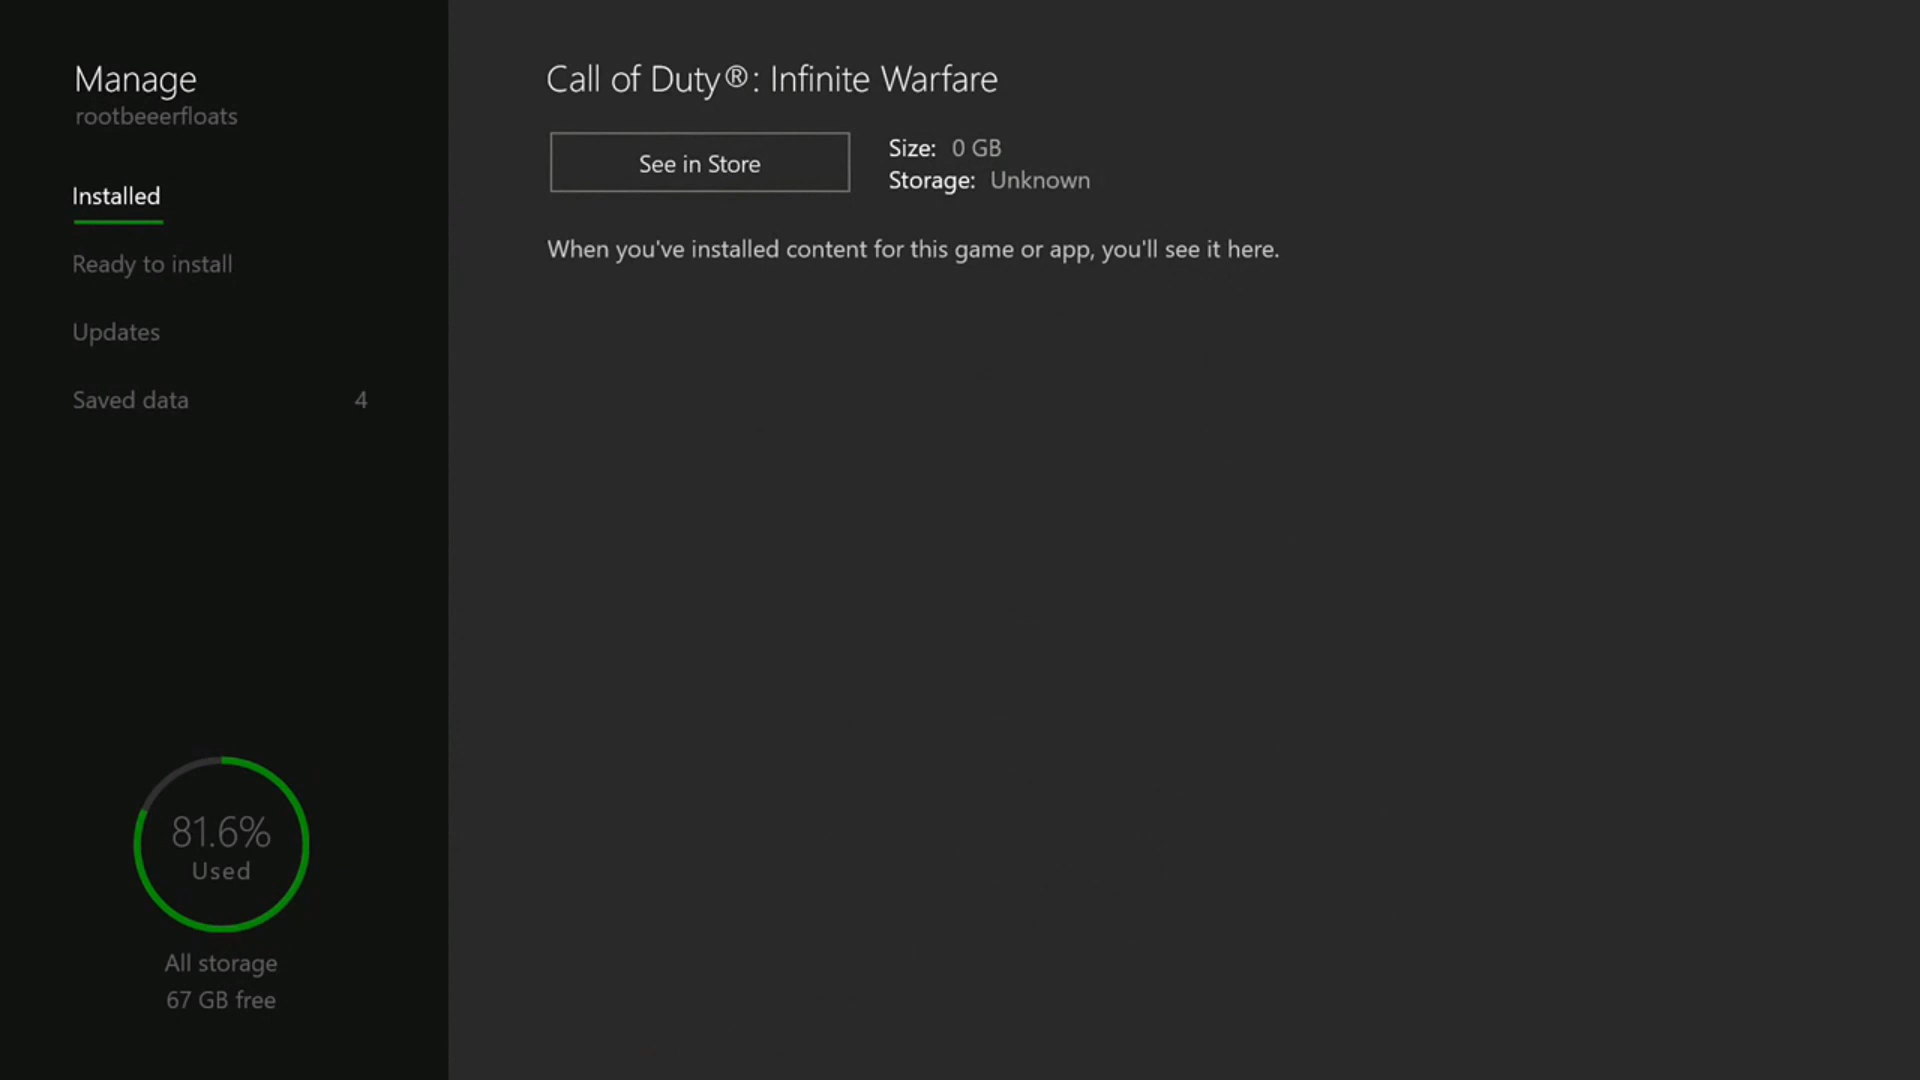 Manage
rootbeeerfloats
Installed
Ready to install
Updates
Saved data 4
81.6%
Used
All storage
67 GB free
Call of Duty®: Infinite Warfare
See in Store
Size: 0 GB
Storage: Unknown
When you've installed content for this game or app, you'll see it here.